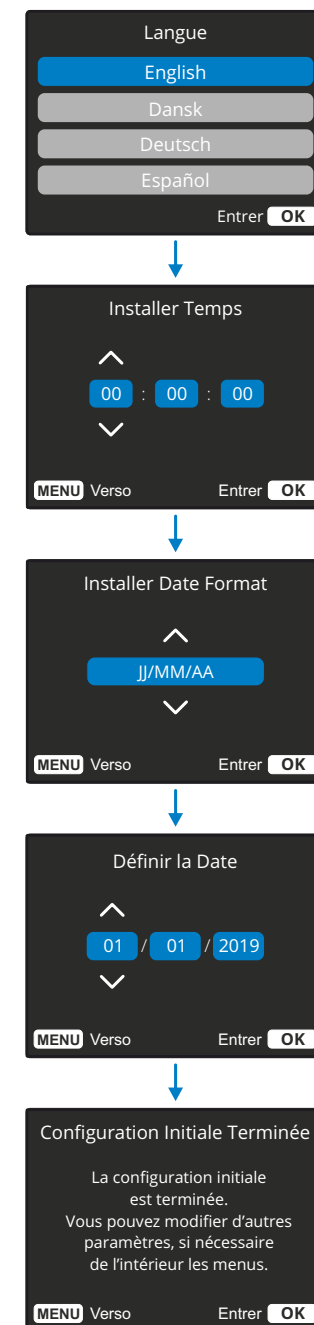 Langue
English
Dansk
Deutsch
Español
Entrer OK
Installer Temps
00 : 00 : 00
MENU Verso Entrer OK
Installer Date Format
JJ/MM/AA
MENU Verso Entrer OK
Définir la Date
01 / 01 / 2019
MENU Verso Entrer OK
Configuration Initiale Terminée
La configuration initiale
est terminée.
Vous pouvez modifier d’autres
paramètres, si nécessaire
de l’intérieur les menus.
MENU Verso Entrer OK